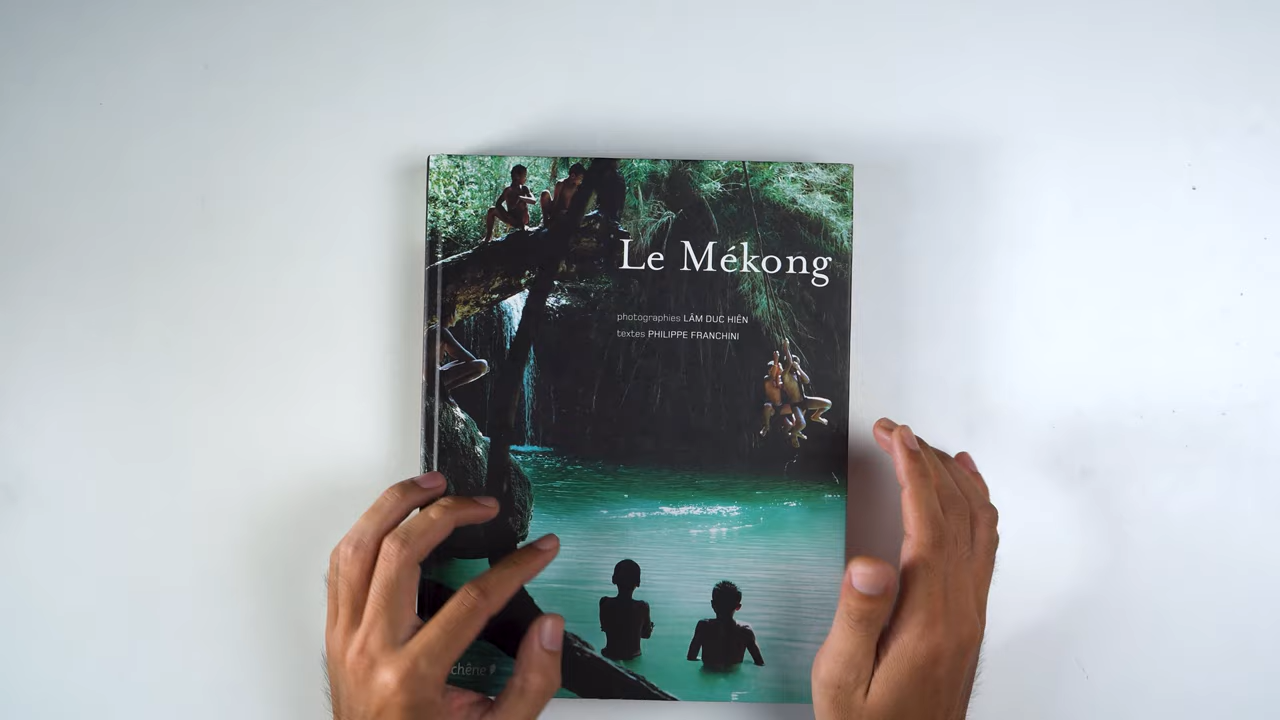 Le Mékong
photographies LÂM DUC HIÊN
textes PHILIPPE FRANCHINI
chêne